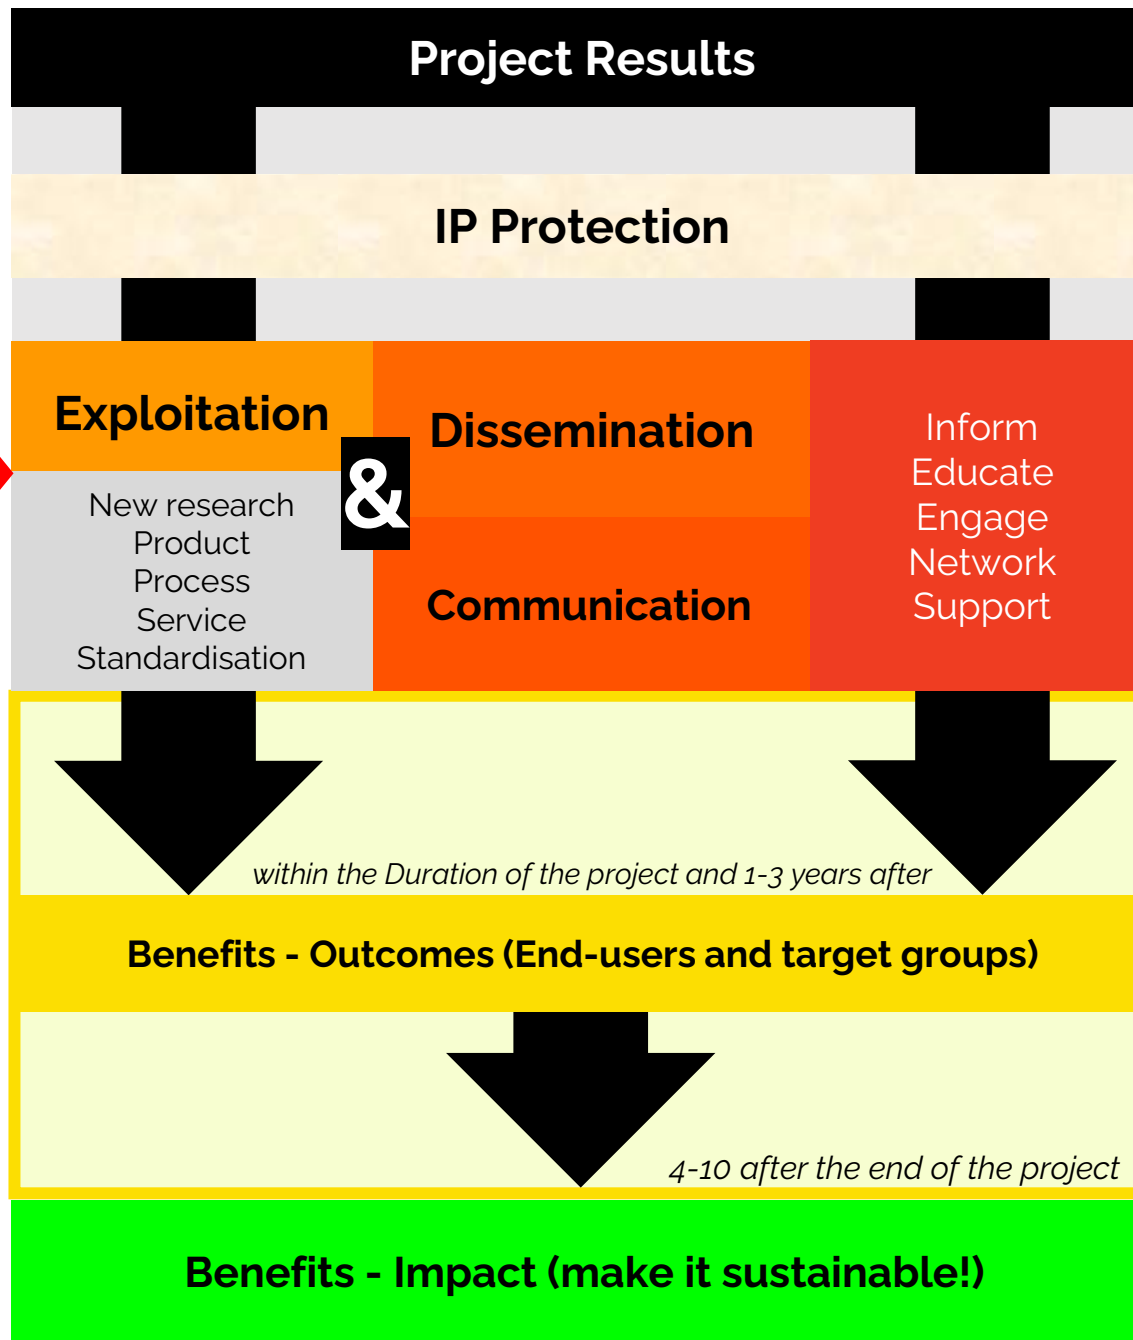 Project Results
IP Protection
Exploitation
&
New research
Product
Process
Service
Standardisation
Dissemination
Communication
Inform
Educate
Engage
Network
Support
within the Duration of the project and 1-3 years after
Benefits - Outcomes (End-users and target groups)
4-10 after the end of the project
Benefits - Impact (make it sustainable!)